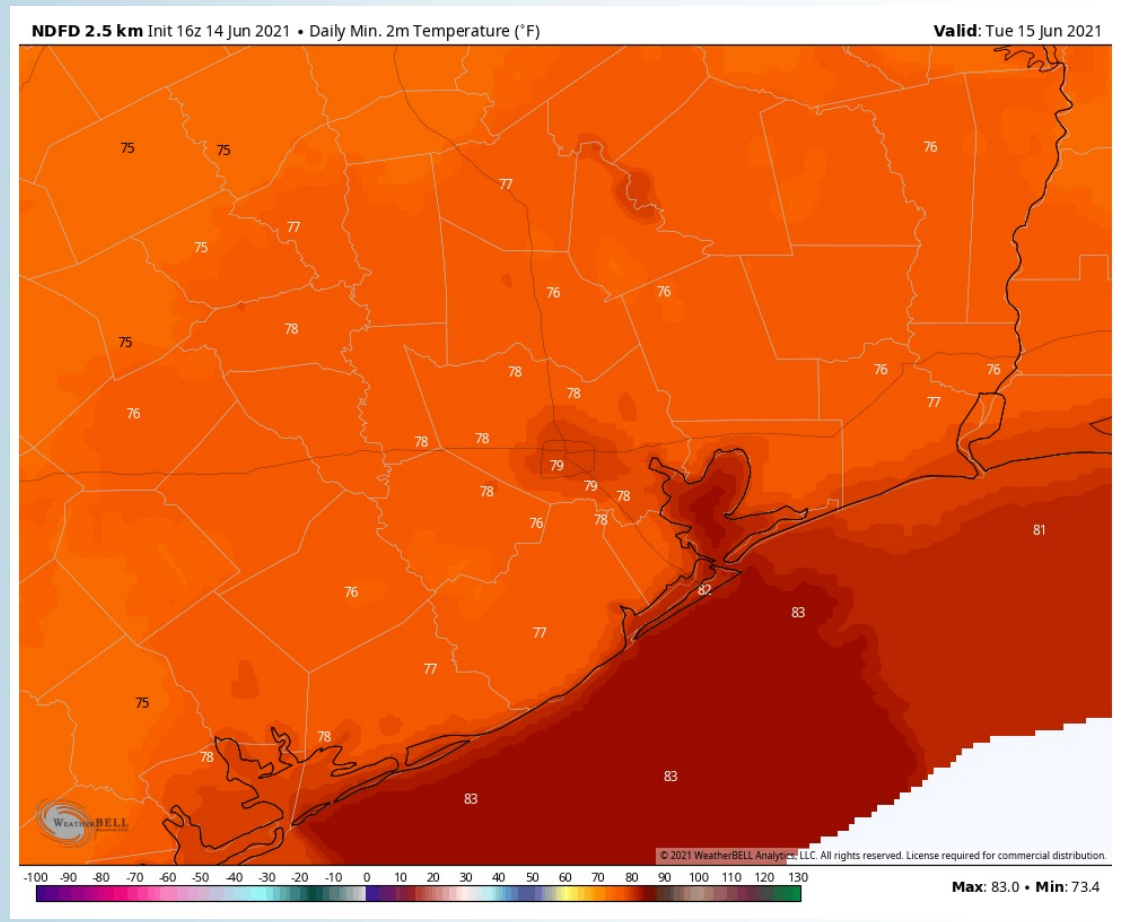 NDFD 2.5 km Init 16z 14 Jun 2021 • Daily Min. 2m Temperature (°F) Valid: Tue 15 Jun 2021
75 75 76
77
77
75
76 76
78
75
78 76 76
78 77
76
78 78
79
78 79 78
76 78
81
76 82
83
77
77
75
78
78
83
83
WEATHERBELL
ANALYTICS LLC
© 2021 WeatherBELL Analytics, LLC. All rights reserved. License required for commercial distribution.
-100 -90 -80 -70 -60 -50 -40 -30 -20 -10 0 10 20 30 40 50 60 70 80 90 100 110 120 130
Max: 83.0 • Min: 73.4